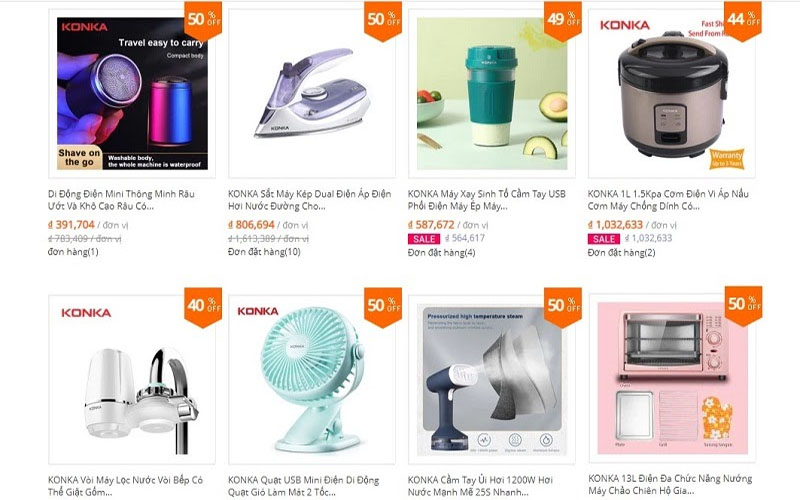 50 % OFF
KONKA
Travel easy to carry
Compact body
Shave on the go
Washable body,
the whole machine is waterproof
Di Động Điện Mini Thông Minh Râu
Ướt Và Khô Cạo Râu Có...
₫ 391,704 / đơn vị
₫ 783,409 / đơn vị
đơn hàng(1)
50 % OFF
KONKA
KONKA Sắt Máy Kép Dual Điện Áp Điện
Hơi Nước Đường Cho...
₫ 806,694 / đơn vị
₫ 1,613,389 / đơn vị
Đơn đặt hàng(10)
49 % OFF
KONKA
KONKA Máy Xay Sinh Tố Cầm Tay USB
Phối Điện Máy Ép Máy...
₫ 587,672 / đơn vị
SALE ₫ 564,617
Đơn đặt hàng(4)
44 % OFF
KONKA
Fast
Send From
Warranty
Up to 2 Years
KONKA 1L 1.5Kpa Cơm Điện Vi Áp Nấu
Cơm Máy Chống Dính Có...
₫ 1,032,633 / đơn vị
SALE ₫ 1,032,633
Đơn đặt hàng(2)
40 % OFF
KONKA
KONKA
KONKA Vòi Máy Lọc Nước Vòi Bếp Có
Thể Giặt Gốm...
50 % OFF
KONKA
KONKA
KONKA Quạt USB Mini Điện Di Động
Quạt Gió Làm Mát 2 Tốc...
50 % OFF
Pressurized high temperature steam
KONKA Cầm Tay Ủi Hơi 1200W Hơi
Nước Mạnh Mẽ 25S Nhanh...
50 % OFF
Plate
Grill
KONKA 13L Điện Đa Chức Năng Nướng
Máy Chảo Chiên Hộ Gia...